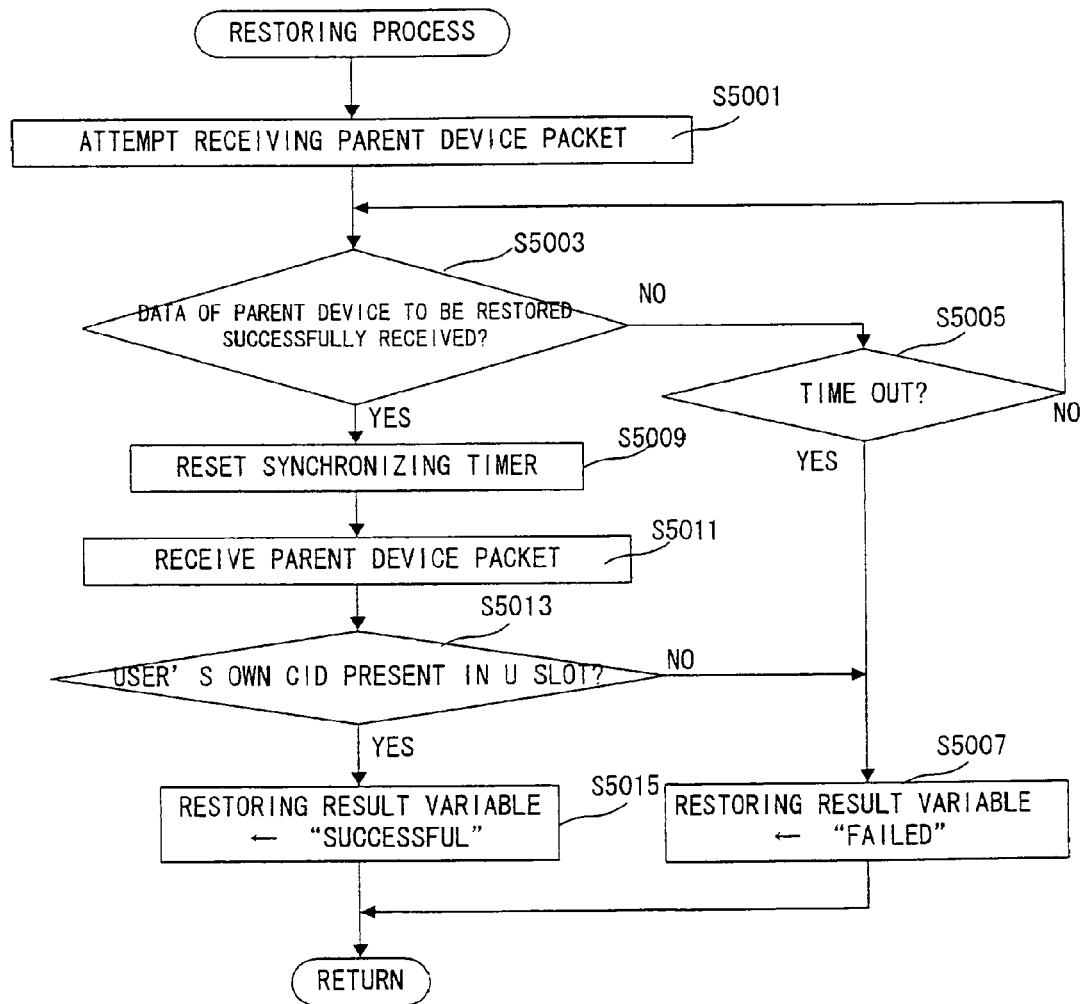 RESTORING PROCESS
S5001
ATTEMPT RECEIVING PARENT DEVICE PACKET
S5003
DATA OF PARENT DEVICE TO BE RESTORED
SUCCESSFULLY RECEIVED?
NO
S5005
TIME OUT?
NO
YES
YES
S5009
RESET SYNCHRONIZING TIMER
S5011
RECEIVE PARENT DEVICE PACKET
S5013
USER' S OWN CID PRESENT IN U SLOT?
NO
YES
S5007
S5015
RESTORING RESULT VARIABLE
← “SUCCESSFUL”
RESTORING RESULT VARIABLE
← “FAILED”
RETURN